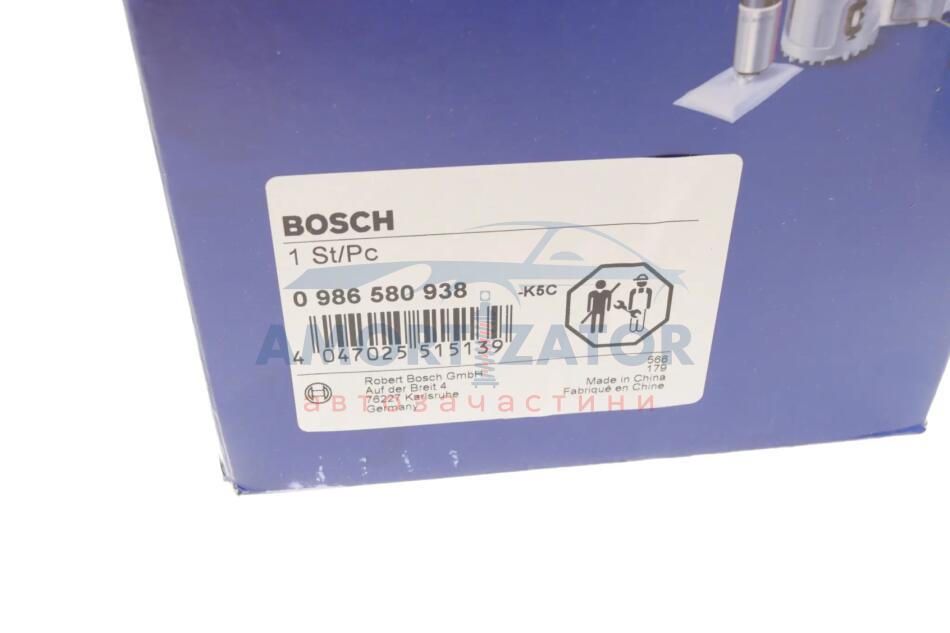 BOSCH
1 St/Pc
0 986 580 938 -K5C
AMORTIZATOR
4 047025 515139
566
179
Robert Bosch GmbH
Auf der Breit 4
76227 Karlsruhe
Germany
Made in China
Fabriqué en Chine
автозачастини